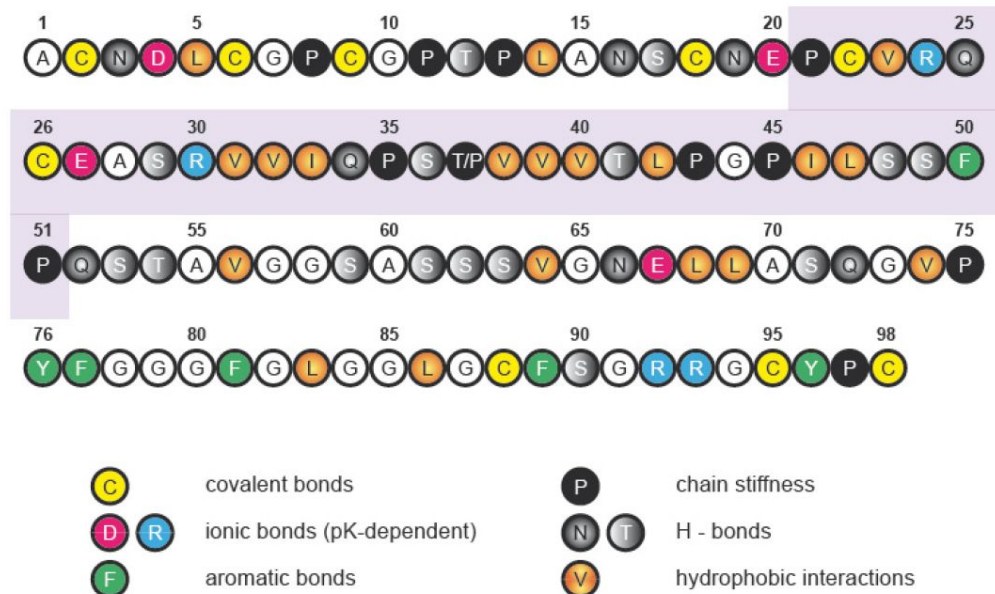 1 5 10 15 20 25
A C N D L C G P C G P T P L A N S C N E P C V R Q
26 30 35 40 45 50
C E A S R V V I Q P S T/P V V V T L P G P I L S S F
51 55 60 65 70 75
P Q S T A V G G S A S S S V G N E L L A S Q G V P
76 80 85 90 95 98
Y F G G G F G L G G L G C F S G R R G C Y P C
C covalent bonds
D R ionic bonds (pK-dependent)
F aromatic bonds
P chain stiffness
N T H - bonds
V hydrophobic interactions